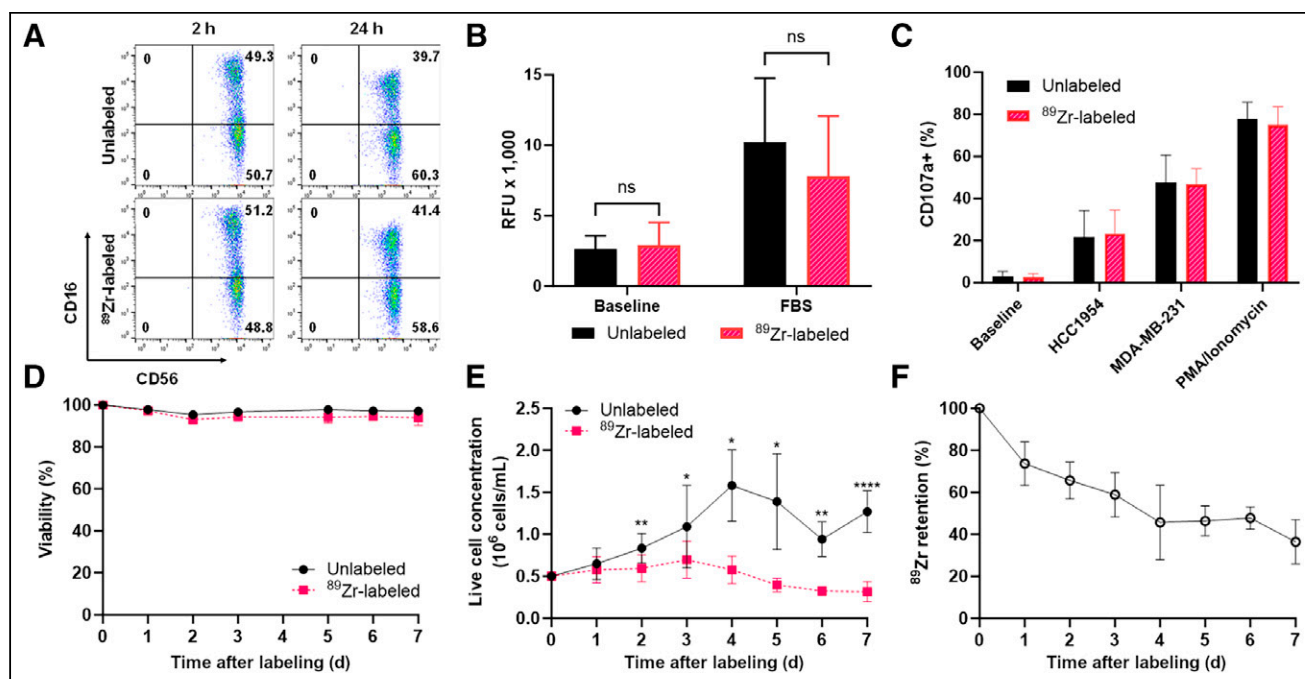 A
2 h
24 h
Unlabeled
0
49.3
0
39.7
0
50.7
0
60.3
⁸⁹Zr-labeled
0
51.2
0
41.4
0
48.8
0
58.6
CD16
CD56
B
ns
ns
RFU x 1,000
15
10
5
0
Baseline
FBS
Unlabeled
⁸⁹Zr-labeled
C
CD107a+ (%)
100
80
60
40
20
0
Unlabeled
⁸⁹Zr-labeled
Baseline
HCC1954
MDA-MB-231
PMA/Ionomycin
D
Viability (%)
100
80
60
40
20
0
Unlabeled
⁸⁹Zr-labeled
0 1 2 3 4 5 6 7
Time after labeling (d)
E
Live cell concentration
(10⁶ cells/mL)
2.5
2.0
1.5
1.0
0.5
0.0
Unlabeled
⁸⁹Zr-labeled
** * * * ** ****
0 1 2 3 4 5 6 7
Time after labeling (d)
F
⁸⁹Zr retention (%)
100
80
60
40
20
0
0 1 2 3 4 5 6 7
Time after labeling (d)